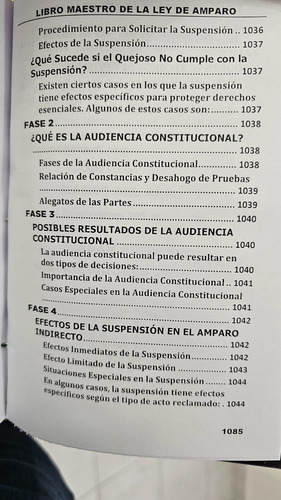 LIBRO MAESTRO DE LA LEY DE AMPARO
Procedimiento para Solicitar la Suspensión .. 1036
Efectos de la Suspensión............................. 1037
¿Qué Sucede si el Quejoso No Cumple con la
Suspensión? ............................................. 1037
Existen ciertos casos en los que la suspensión
tiene efectos específicos para proteger derechos
esenciales. Algunos de estos son:...........1037
FASE 2.................................................... 1038
¿QUÉ ES LA AUDIENCIA CONSTITUCIONAL?
.................................................... 1038
Fases de la Audiencia Constitucional............. 1038
Relación de Constancias y Desahogo de Pruebas
.................................................... 1039
Alegatos de las Partes................................ 1039
FASE 3.................................................... 1040
POSIBLES RESULTADOS DE LA AUDIENCIA
CONSTITUCIONAL .................................... 1040
La audiencia constitucional puede resultar en
dos tipos de decisiones:............................. 1040
Importancia de la Audiencia Constitucional.. 1041
Casos Especiales en la Audiencia Constitucional
.................................................... 1041
FASE 4.................................................... 1042
EFECTOS DE LA SUSPENSIÓN EN EL AMPARO
INDIRECTO............................................. 1042
Efectos Inmediatos de la Suspensión............. 1042
Efecto Limitado de la Suspensión ................ 1043
Situaciones Especiales en la Suspensión ....... 1044
En algunos casos, la suspensión tiene efectos
específicos según el tipo de acto reclamado: . 1044
1085